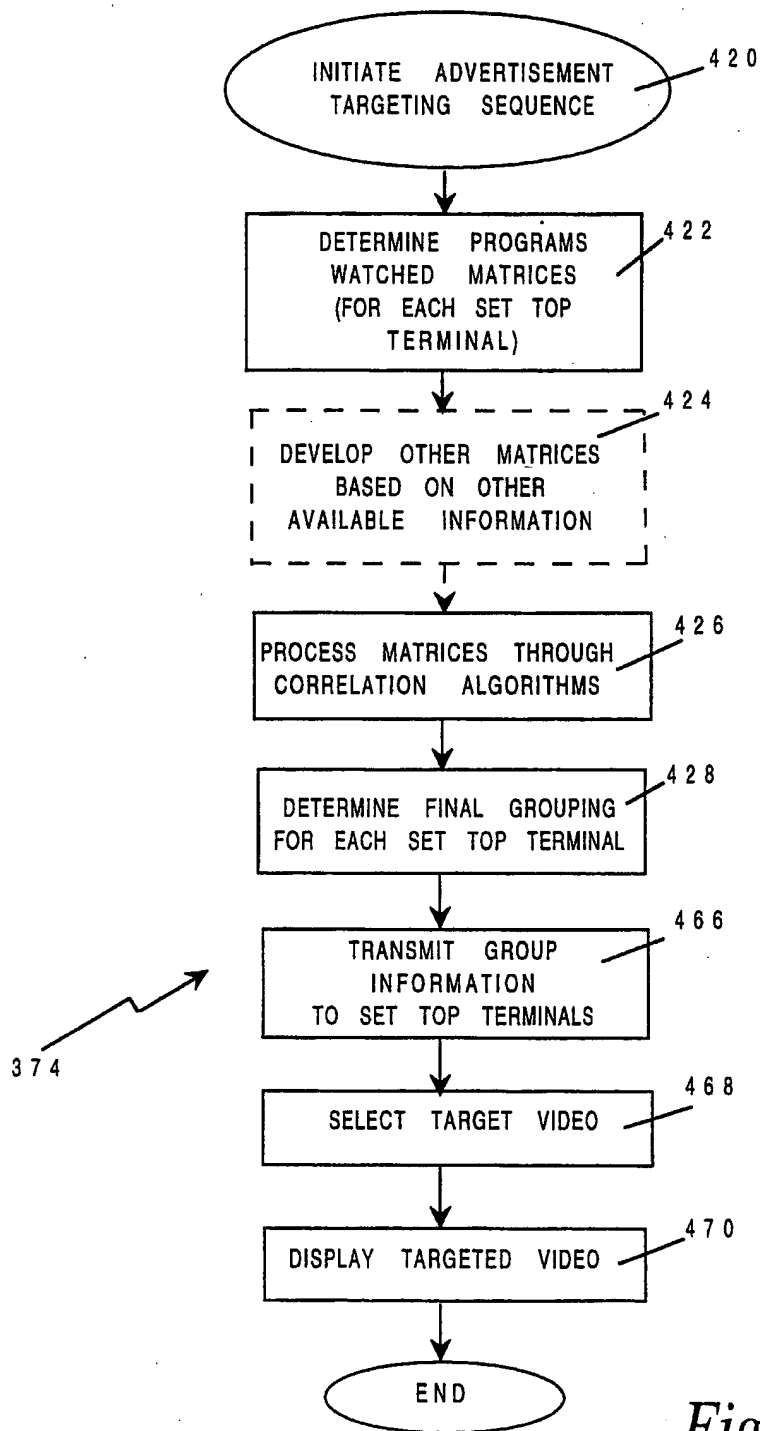 INITIATE ADVERTISEMENT
TARGETING SEQUENCE
420
DETERMINE PROGRAMS
WATCHED MATRICES
(FOR EACH SET TOP
TERMINAL)
422
DEVELOP OTHER MATRICES
BASED ON OTHER
AVAILABLE INFORMATION
424
PROCESS MATRICES THROUGH
CORRELATION ALGORITHMS
426
DETERMINE FINAL GROUPING
FOR EACH SET TOP TERMINAL
428
TRANSMIT GROUP
INFORMATION
TO SET TOP TERMINALS
466
374
SELECT TARGET VIDEO
468
DISPLAY TARGETED VIDEO
470
END
Fig